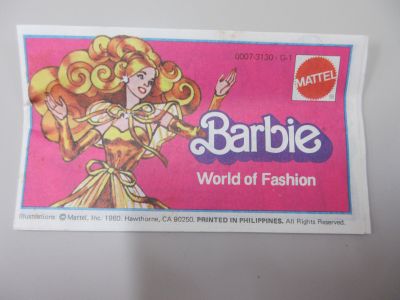 0007-3130-G-1
MATTEL
Barbie
World of Fashion
Illustrations: © Mattel, Inc. 1980. Hawthorne, CA 90250. PRINTED IN PHILIPPINES. All Rights Reserved.